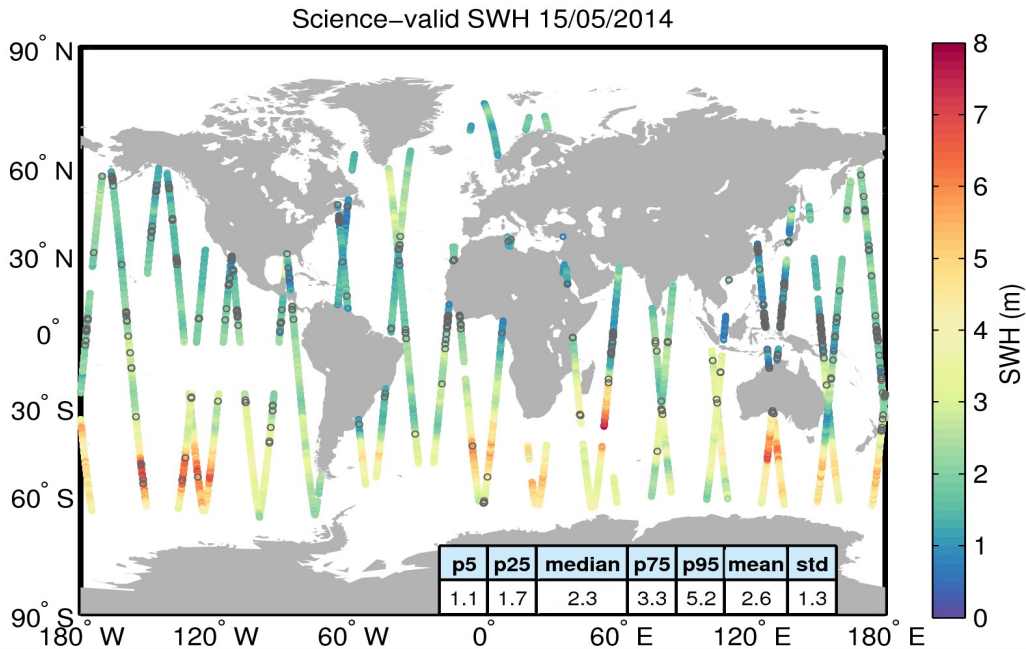 Science−valid SWH 15/05/2014
90° N
60° N
30° N
0°
30° S
60° S
90° S
180° W
120° W
60° W
0°
60° E
120° E
180° E
p5 p25 median p75 p95 mean std
1.1 1.7 2.3 3.3 5.2 2.6 1.3
8
7
6
5
4
3
2
1
0
SWH (m)